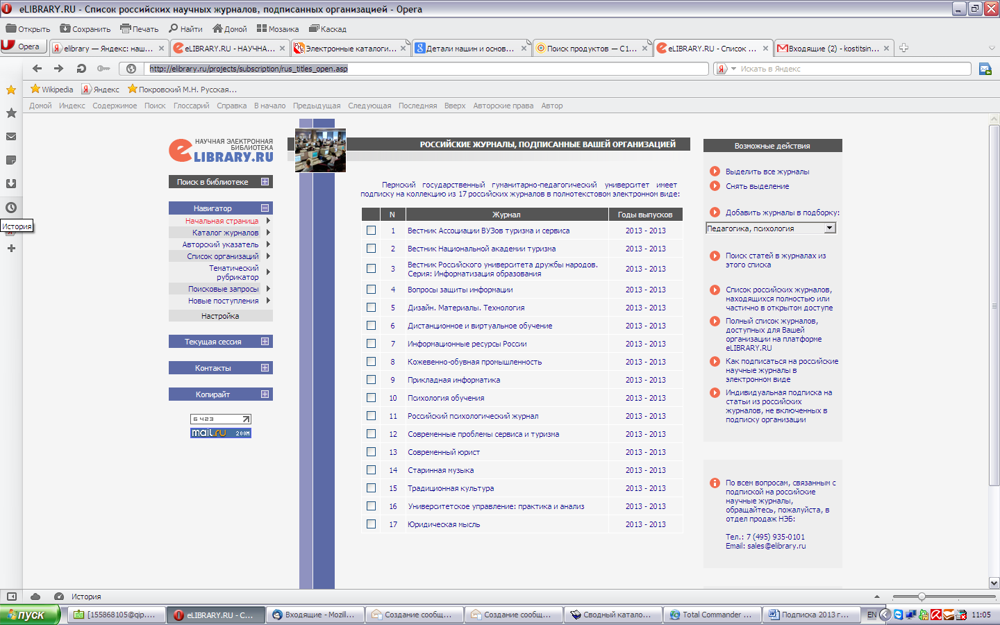 eLIBRARY.RU - Список российских научных журналов, подписанных организацией - Opera
Открыть Сохранить Печать Найти Домой Мозаика Каскад
Opera
elibrary — Яндекс: наш...
eLIBRARY.RU - НАУЧНА...
Электронные каталоги...
Детали машин и основ...
Поиск продуктов — C1...
eLIBRARY.RU - Список ...
Входящие (2) - kostitsin...
http://elibrary.ru/projects/subscription/rus_titles_open.asp
Искать в Яндекс
Wikipedia Яндекс Покровский М.Н. Русская...
Домой Индекс Содержимое Поиск Глоссарий Справка В начало Предыдущая Следующая Последняя Вверх Авторские права Автор
История
НАУЧНАЯ ЭЛЕКТРОННАЯ
БИБЛИОТЕКА
eLIBRARY.RU
Поиск в библиотеке
Навигатор
Начальная страница
Каталог журналов
Авторский указатель
Список организаций
Тематический
рубрикатор
Поисковые запросы
Новые поступления
Настройка
Текущая сессия
Контакты
Копирайт
6 423
mail.ru 200M
РОССИЙСКИЕ ЖУРНАЛЫ, ПОДПИСАННЫЕ ВАШЕЙ ОРГАНИЗАЦИЕЙ
Пермский государственный гуманитарно-педагогический университет имеет
подписку на коллекцию из 17 российских журналов в полнотекстовом электронном виде:
N Журнал Годы выпусков
1 Вестник Ассоциации ВУЗов туризма и сервиса 2013 - 2013
2 Вестник Национальной академии туризма 2013 - 2013
3 Вестник Российского университета дружбы народов.
Серия: Информатизация образования 2013 - 2013
4 Вопросы защиты информации 2013 - 2013
5 Дизайн. Материалы. Технология 2013 - 2013
6 Дистанционное и виртуальное обучение 2013 - 2013
7 Информационные ресурсы России 2013 - 2013
8 Кожевенно-обувная промышленность 2013 - 2013
9 Прикладная информатика 2013 - 2013
10 Психология обучения 2013 - 2013
11 Российский психологический журнал 2013 - 2013
12 Современные проблемы сервиса и туризма 2013 - 2013
13 Современный юрист 2013 - 2013
14 Старинная музыка 2013 - 2013
15 Традиционная культура 2013 - 2013
16 Университетское управление: практика и анализ 2013 - 2013
17 Юридическая мысль 2013 - 2013
Возможные действия
Выделить все журналы
Снять выделение
Добавить журналы в подборку:
Педагогика, психология
Поиск статей в журналах из
этого списка
Список российских журналов,
находящихся полностью или
частично в открытом доступе
Полный список журналов,
доступных для Вашей
организации на платформе
eLIBRARY.RU
Как подписаться на российские
научные журналы в
электронном виде
Индивидуальная подписка на
статьи из российских
журналов, не включенных в
подписку организации
По всем вопросам, связанным с
подпиской на российские
научные журналы,
обращайтесь, пожалуйста, в
отдел продаж НЭБ:
Тел.: 7 (495) 935-0101
Email: sales@elibrary.ru
История
пуск
[155868105@qip....
eLIBRARY.RU - С...
Входящие - Mozill...
Создание сообщ...
Создание сообщ...
Сводный катало...
Total Commander ...
Подписка 2013 г...
EN
11:05